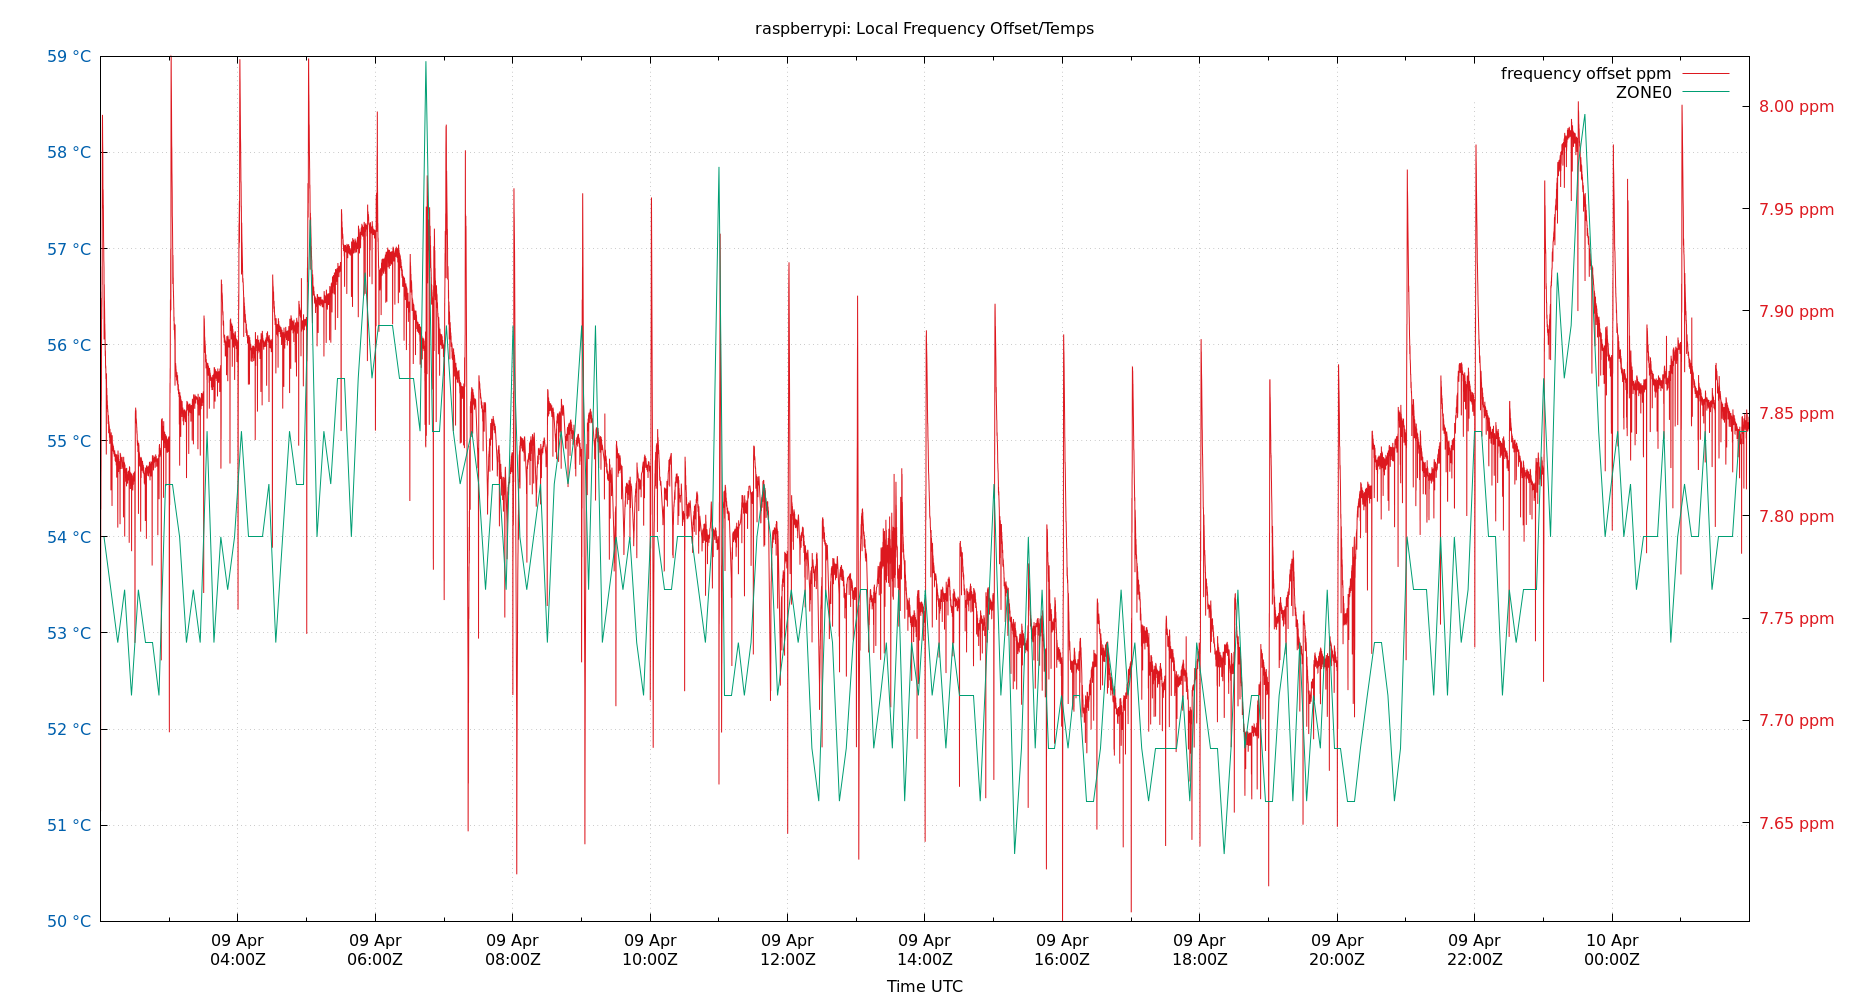 raspberrypi: Local Frequency Offset/Temps
59 °C
58 °C
57 °C
56 °C
55 °C
54 °C
53 °C
52 °C
51 °C
50 °C
frequency offset ppm
ZONE0
8.00 ppm
7.95 ppm
7.90 ppm
7.85 ppm
7.80 ppm
7.75 ppm
7.70 ppm
7.65 ppm
09 Apr
04:00Z
09 Apr
06:00Z
09 Apr
08:00Z
09 Apr
10:00Z
09 Apr
12:00Z
09 Apr
14:00Z
09 Apr
16:00Z
09 Apr
18:00Z
09 Apr
20:00Z
09 Apr
22:00Z
10 Apr
00:00Z
Time UTC